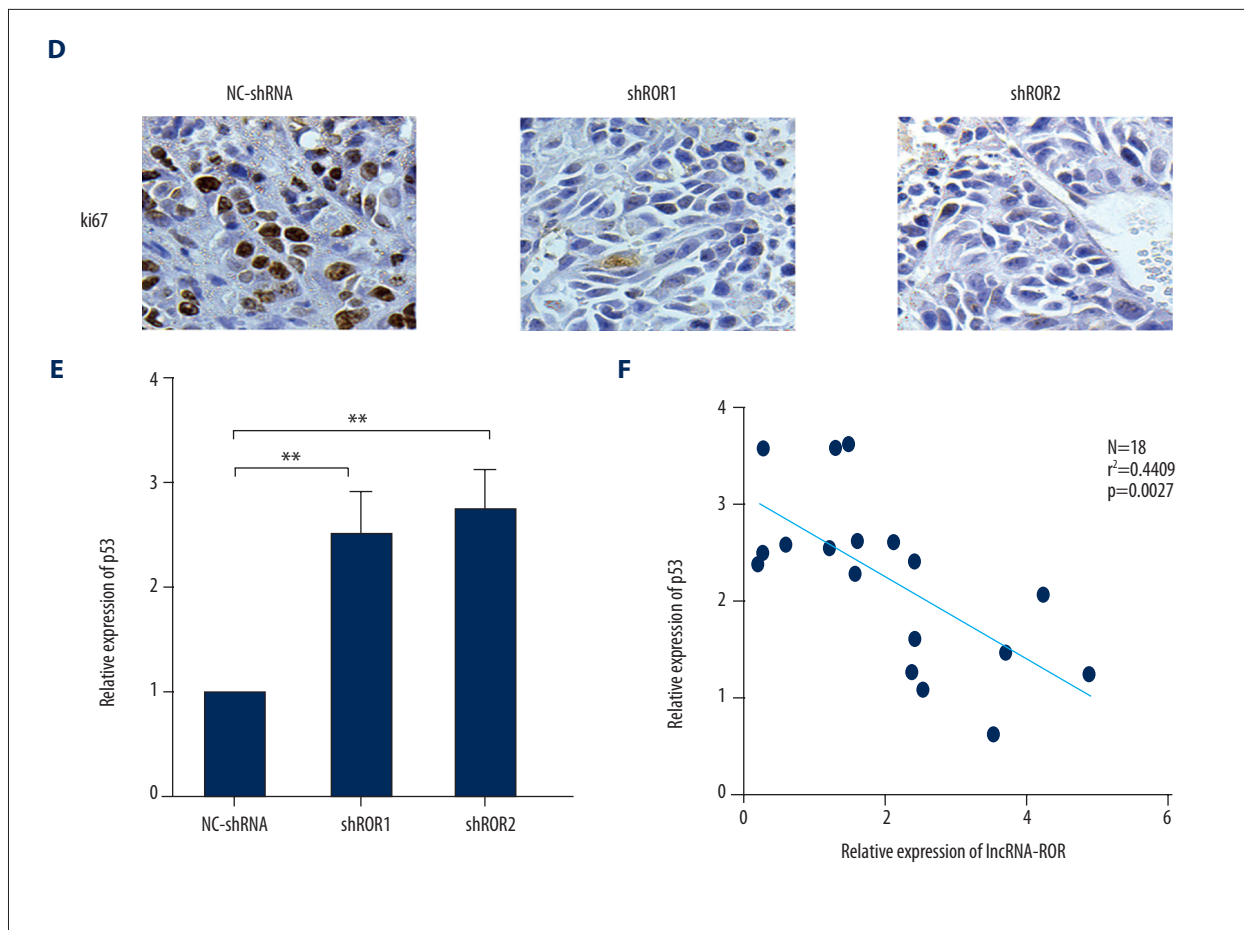 D
NC-shRNA
shROR1
shROR2
ki67
E
4
3
2
1
0
Relative expression of p53
**
**
NC-shRNA
shROR1
shROR2
F
4
3
2
1
0
Relative expression of p53
N=18
r²=0.4409
p=0.0027
0
2
4
6
Relative expression of lncRNA-ROR